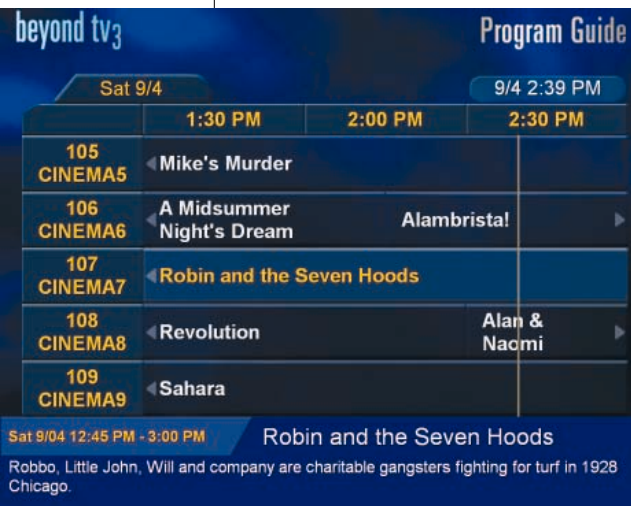 beyond tv3
Program Guide
Sat 9/4
9/4 2:39 PM
1:30 PM 2:00 PM 2:30 PM
105
CINEMA5
Mike's Murder
106
CINEMA6
A Midsummer
Night's Dream
Alambrista!
107
CINEMA7
Robin and the Seven Hoods
108
CINEMA8
Revolution
Alan &
Naomi
109
CINEMA9
Sahara
Sat 9/04 12:45 PM - 3:00 PM
Robin and the Seven Hoods
Robbo, Little John, Will and company are charitable gangsters fighting for turf in 1928
Chicago.